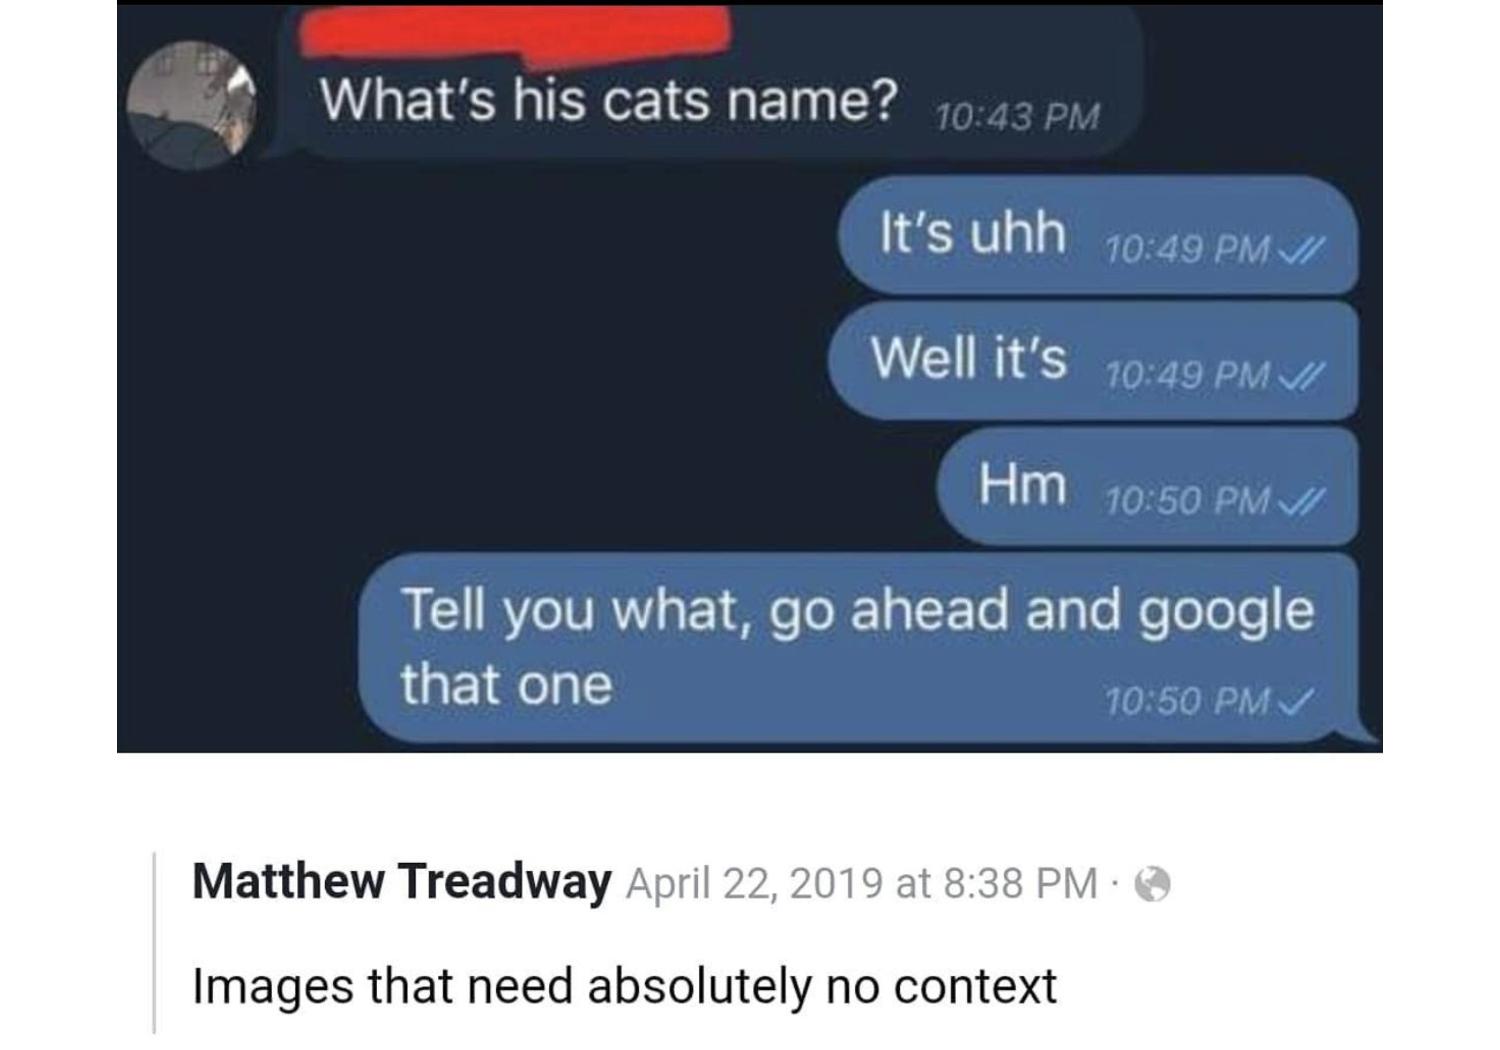 What's his cats name? 10:43 PM
It's uhh 10:49 PM
Well it's 10:49 PM
Hm 10:50 PM
Tell you what, go ahead and google
that one 10:50 PM
Matthew Treadway April 22, 2019 at 8:38 PM ·
Images that need absolutely no context